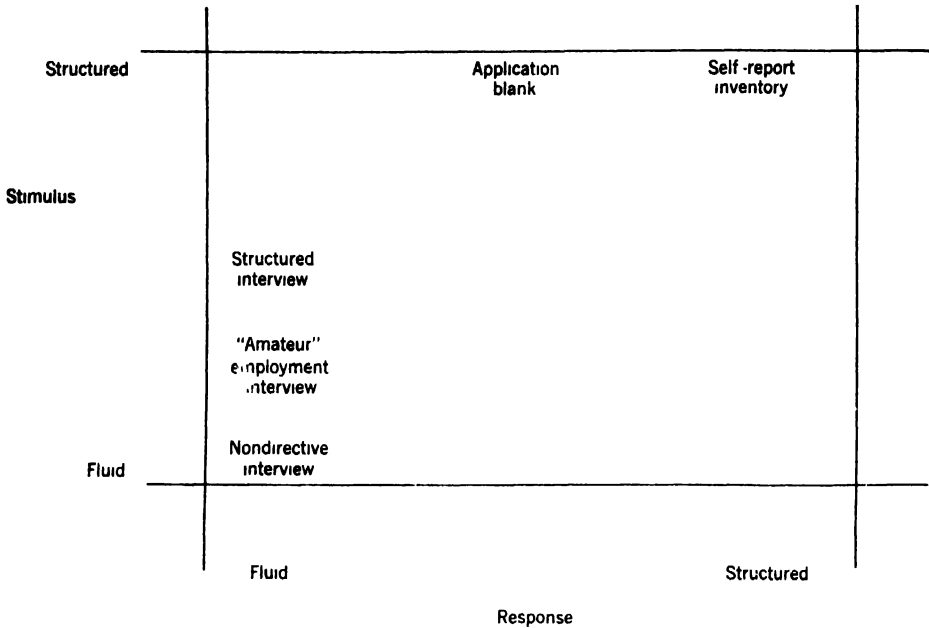 Structured
Application
blank
Self-report
inventory
Stimulus
Structured
interview
"Amateur"
employment
interview
Nondirective
interview
Fluid
Fluid
Structured
Response